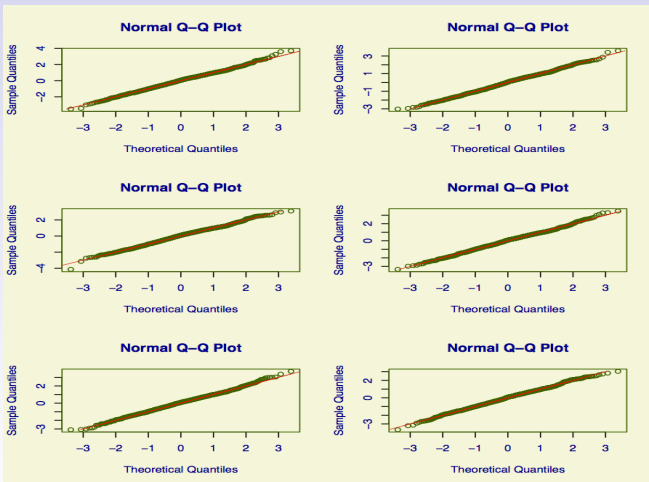 Normal Q–Q Plot
Sample Quantiles
4
2
0
−2
−3 −2 −1 0 1 2 3
Theoretical Quantiles
Normal Q–Q Plot
Sample Quantiles
3
1
−1
−3
−3 −2 −1 0 1 2 3
Theoretical Quantiles
Normal Q–Q Plot
Sample Quantiles
2
0
−4
−3 −2 −1 0 1 2 3
Theoretical Quantiles
Normal Q–Q Plot
Sample Quantiles
2
0
−3
−3 −2 −1 0 1 2 3
Theoretical Quantiles
Normal Q–Q Plot
Sample Quantiles
2
0
−3
−3 −2 −1 0 1 2 3
Theoretical Quantiles
Normal Q–Q Plot
Sample Quantiles
2
0
−3
−3 −2 −1 0 1 2 3
Theoretical Quantiles